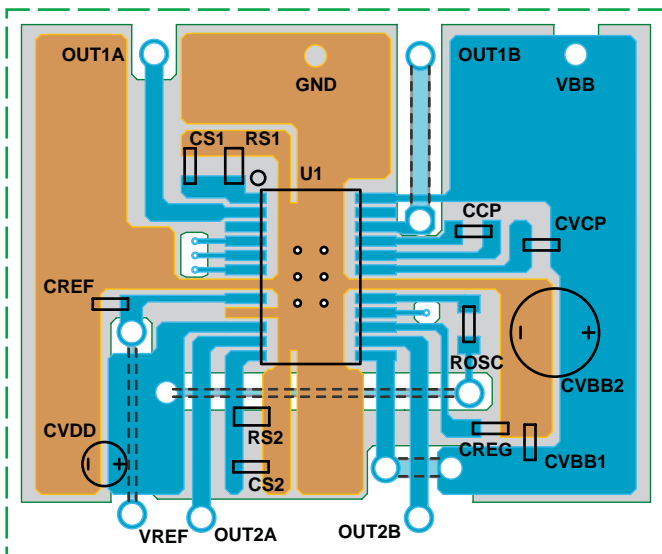 OUT1A
OUT1B
GND
VBB
CS1 RS1
U1
CCP
CVCP
CREF
ROSC
CVBB2
CVDD
RS2
CREG
CVBB1
CS2
VREF
OUT2A
OUT2B